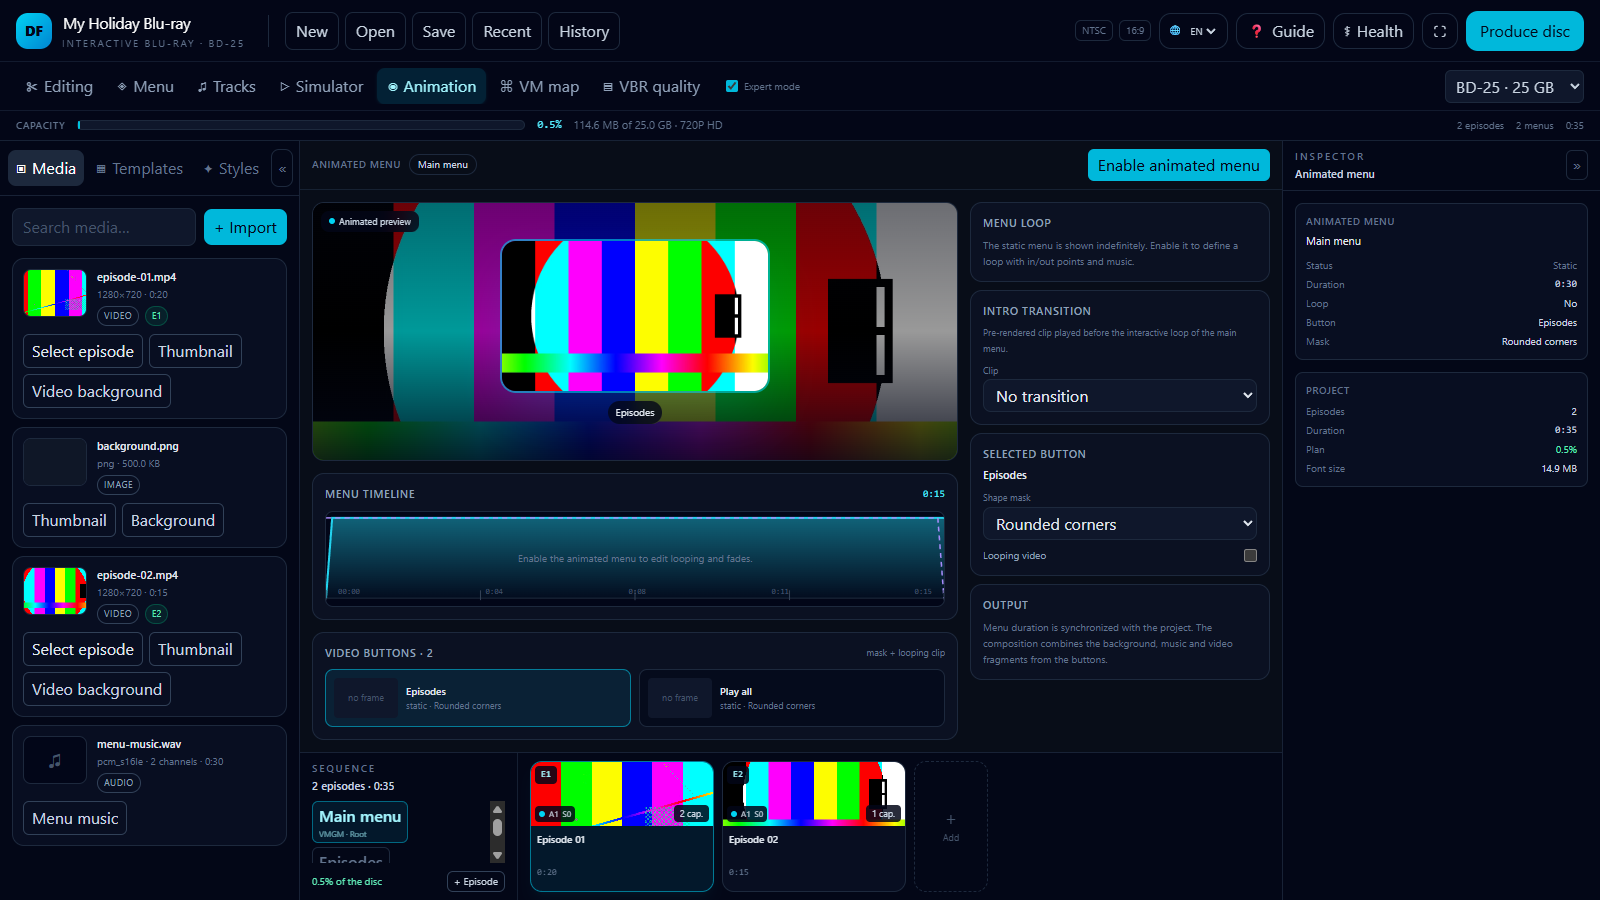 DF
My Holiday Blu-ray
INTERACTIVE BLU-RAY · BD-25
New
Open
Save
Recent
History
NTSC
16:9
EN
Guide
Health
Produce disc
Editing
Menu
Tracks
Simulator
Animation
VM map
VBR quality
Expert mode
BD-25 · 25 GB
CAPACITY
0.5%
114.6 MB of 25.0 GB · 720P HD
2 episodes
2 menus
0:35
Media
Templates
Styles
«
Search media...
+ Import
episode-01.mp4
1280×720 · 0:20
VIDEO
E1
Select episode
Thumbnail
Video background
background.png
png · 500.0 KB
IMAGE
Thumbnail
Background
episode-02.mp4
1280×720 · 0:15
VIDEO
E2
Select episode
Thumbnail
Video background
menu-music.wav
pcm_s16le · 2 channels · 0:30
AUDIO
Menu music
ANIMATED MENU
Main menu
Enable animated menu
Animated preview
Episodes
MENU TIMELINE
0:15
Enable the animated menu to edit looping and fades.
00:00
0:04
0:08
0:11
0:15
VIDEO BUTTONS · 2
mask + looping clip
no frame
Episodes
static · Rounded corners
no frame
Play all
static · Rounded corners
MENU LOOP
The static menu is shown indefinitely. Enable it to define a
loop with in/out points and music.
INTRO TRANSITION
Pre-rendered clip played before the interactive loop of the main
menu.
Clip
No transition
SELECTED BUTTON
Episodes
Shape mask
Rounded corners
Looping video
OUTPUT
Menu duration is synchronized with the project. The
composition combines the background, music and video
fragments from the buttons.
SEQUENCE
2 episodes · 0:35
Main menu
VMGM · Root
Episodes
0.5% of the disc
+ Episode
E1
A1 S0
2 cap.
Episode 01
0:20
E2
A1 S0
1 cap.
Episode 02
0:15
+
Add
INSPECTOR
Animated menu
»
ANIMATED MENU
Main menu
Status
Static
Duration
0:30
Loop
No
Button
Episodes
Mask
Rounded corners
PROJECT
Episodes
2
Duration
0:35
Plan
0.5%
Font size
14.9 MB